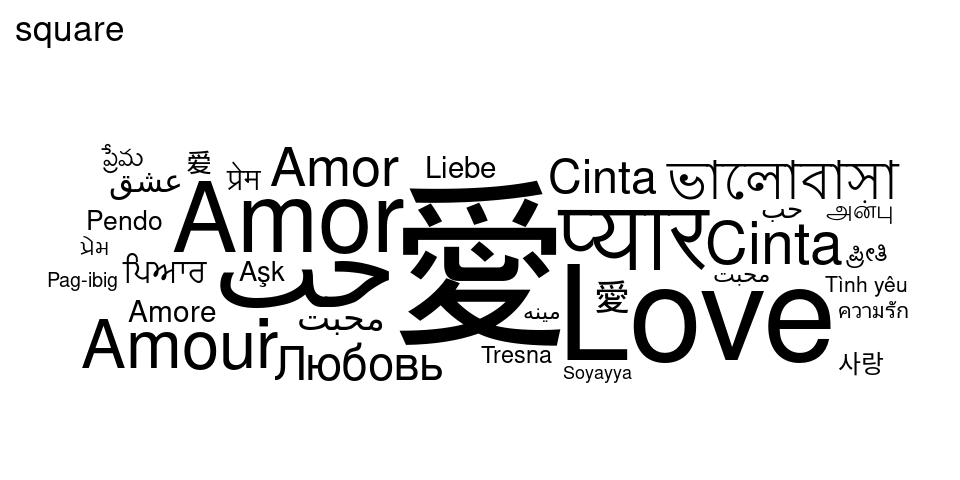 square
ప్రేమ
愛
प्रेम
Amor
Liebe
Cinta
ভালোবাসা
عشق
Pendo
Amor
愛
प्यार
حب
அன்பு
Cinta
પ્રેમ
ಪ್ರೀತಿ
Pag-ibig
ਪਿਆਰ
Aşk
حب
محبت
Tình yêu
Amore
محبت
مينه
愛
Love
ความรัก
Amour
Любовь
Tresna
Soyayya
사랑